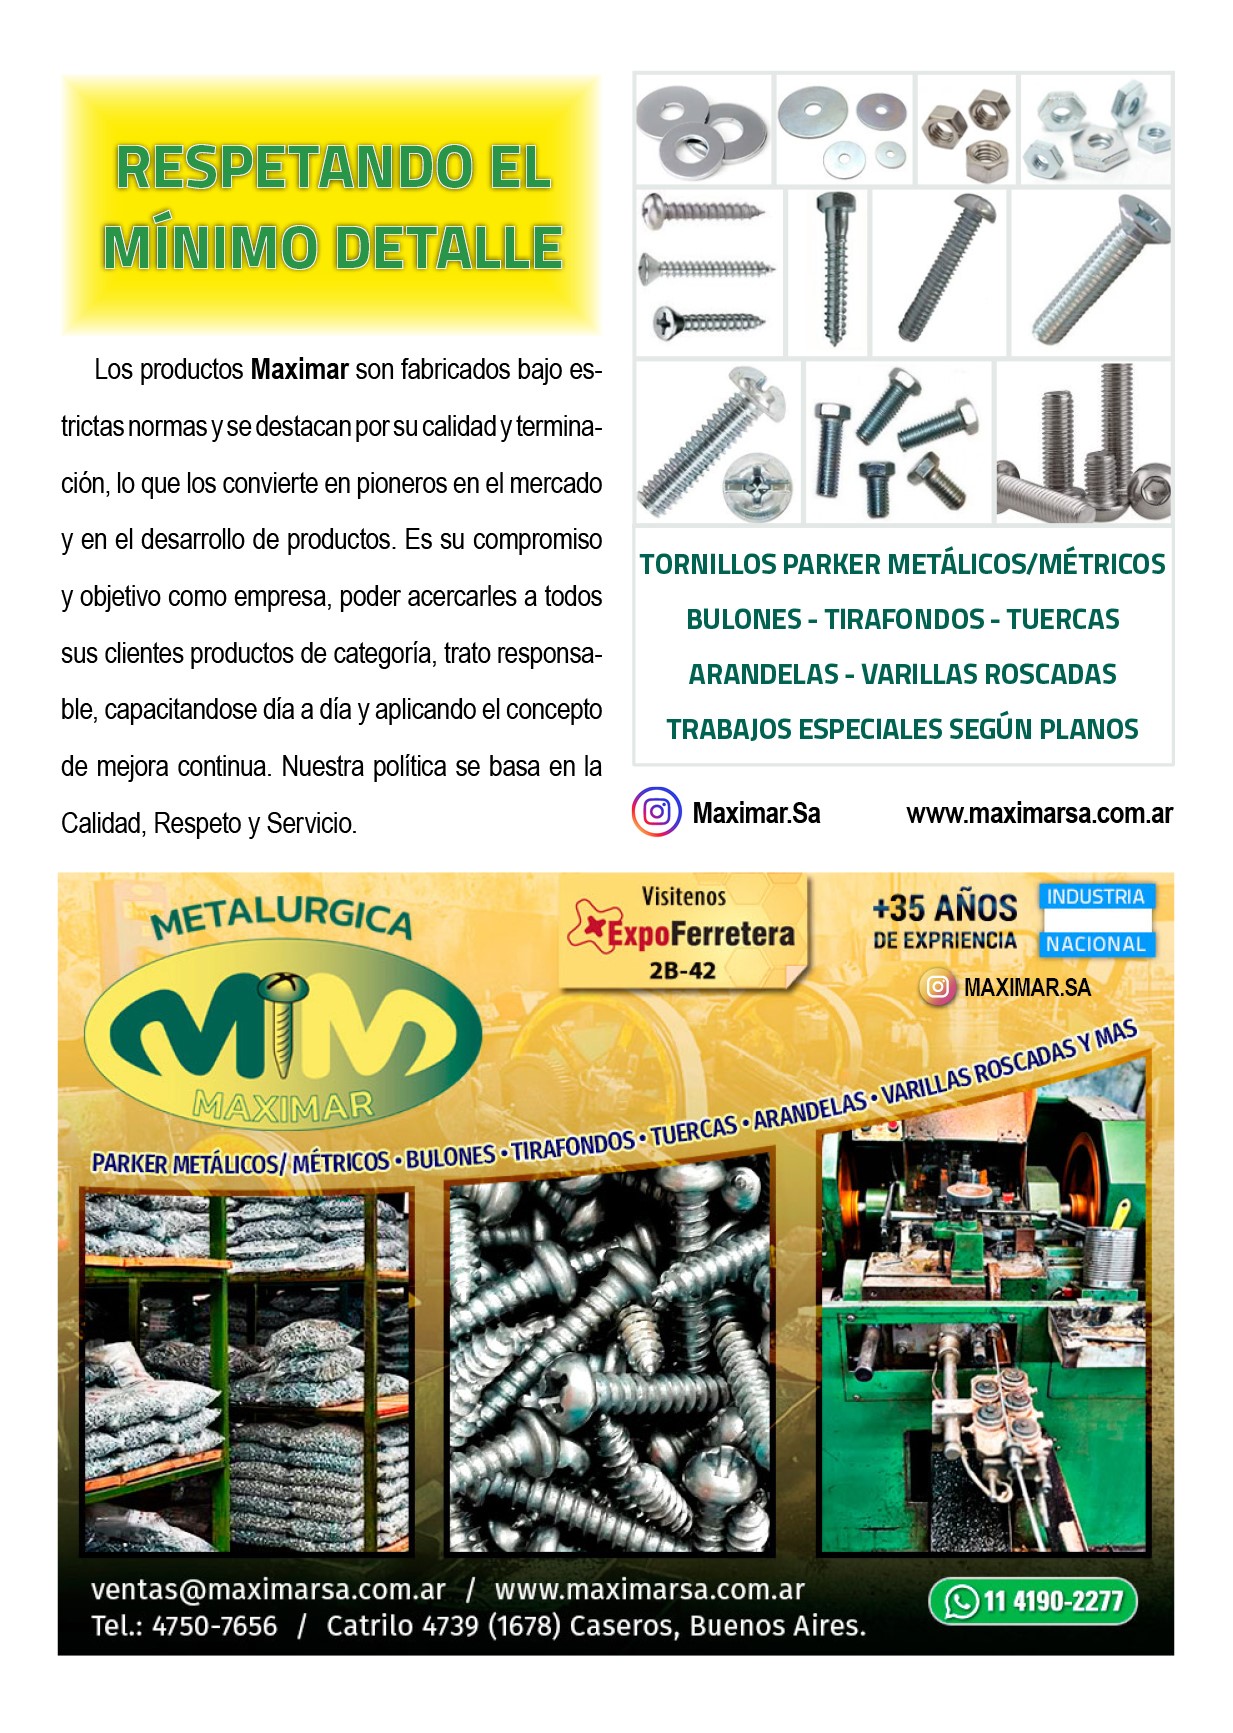 RESPETANDO EL
MÍNIMO DETALLE
Los productos Maximar son fabricados bajo es-
trictas normas y se destacan por su calidad y termina-
ción, lo que los convierte en pioneros en el mercado
y en el desarrollo de productos. Es su compromiso
y objetivo como empresa, poder acercarles a todos
sus clientes productos de categoría, trato responsa-
ble, capacitandose día a día y aplicando el concepto
de mejora continua. Nuestra política se basa en la
Calidad, Respeto y Servicio.
TORNILLOS PARKER METÁLICOS/MÉTRICOS
BULONES - TIRAFONDOS - TUERCAS
ARANDELAS - VARILLAS ROSCADAS
TRABAJOS ESPECIALES SEGÚN PLANOS
Maximar.Sa www.maximarsa.com.ar
METALURGICA
MM
MAXIMAR
Visitenos
ExpoFerretera
2B-42
+35 AÑOS
DE EXPRIENCIA
INDUSTRIA
NACIONAL
MAXIMAR.SA
PARKER METÁLICOS/ MÉTRICOS • BULONES • TIRAFONDOS • TUERCAS • ARANDELAS • VARILLAS ROSCADAS Y MAS
ventas@maximarsa.com.ar / www.maximarsa.com.ar
Tel.: 4750-7656 / Catrilo 4739 (1678) Caseros, Buenos Aires.
11 4190-2277